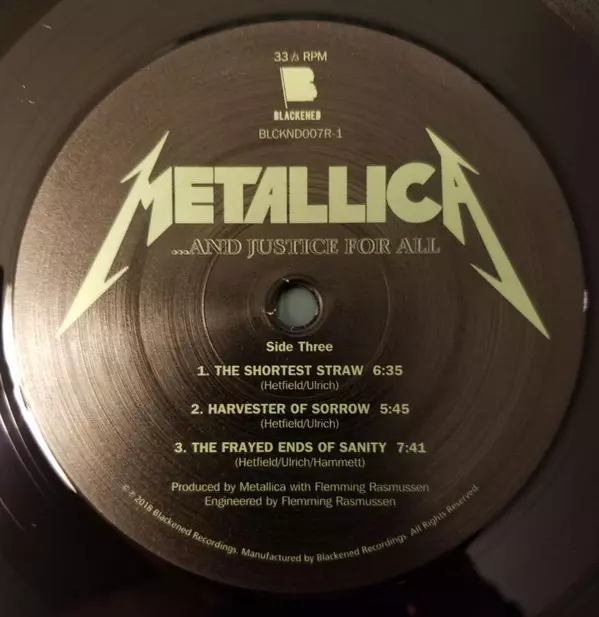 33 ⅓ RPM
B
BLACKENED
BLCKND007R-1
METALLICA
...AND JUSTICE FOR ALL
Side Three
1. THE SHORTEST STRAW 6:35
(Hetfield/Ulrich)
2. HARVESTER OF SORROW 5:45
(Hetfield/Ulrich)
3. THE FRAYED ENDS OF SANITY 7:41
(Hetfield/Ulrich/Hammett)
Produced by Metallica with Flemming Rasmussen
Engineered by Flemming Rasmussen
© ℗ 2018 Blackened Recordings. Manufactured by Blackened Recordings. All Rights Reserved.